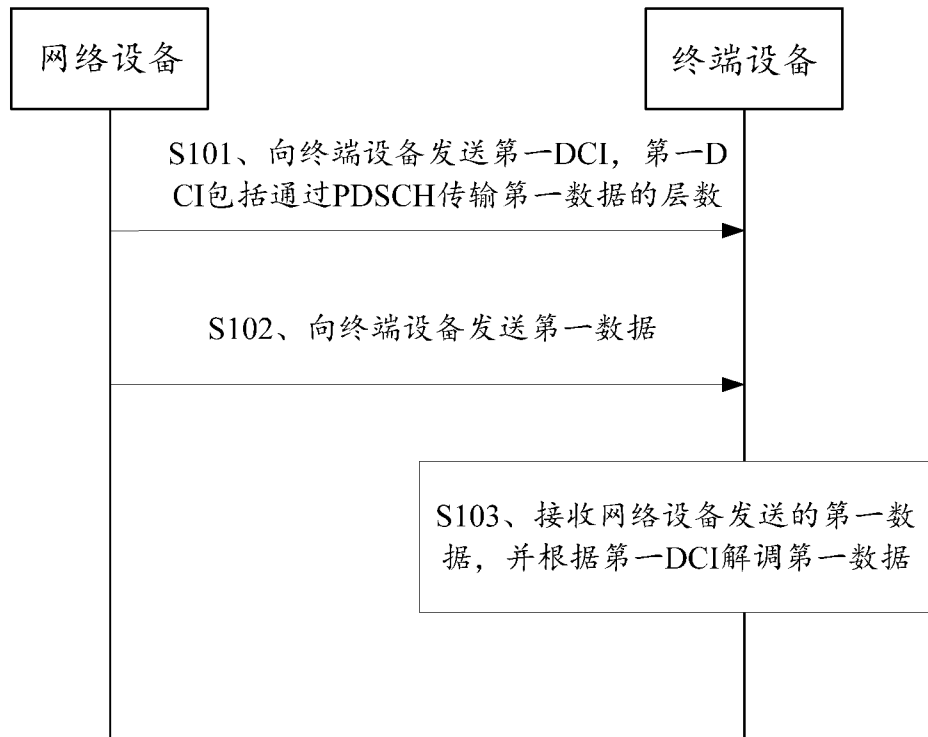 网络设备
终端设备
S101、向终端设备发送第一DCI，第一D
CI包括通过PDSCH传输第一数据的层数
S102、向终端设备发送第一数据
S103、接收网络设备发送的第一数
据，并根据第一DCI解调第一数据